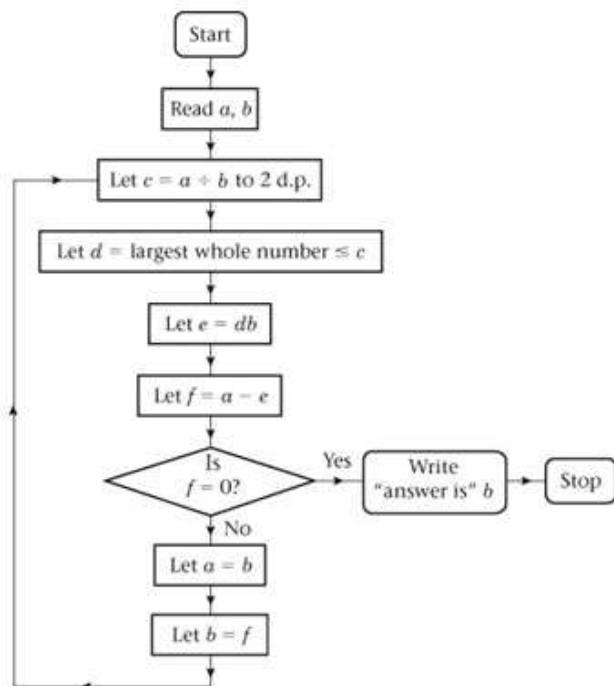 Start
Read a, b
Let c = a ÷ b to 2 d.p.
Let d = largest whole number ≤ c
Let e = db
Let f = a − e
Is
f = 0?
Yes
Write
“answer is” b
Stop
No
Let a = b
Let b = f